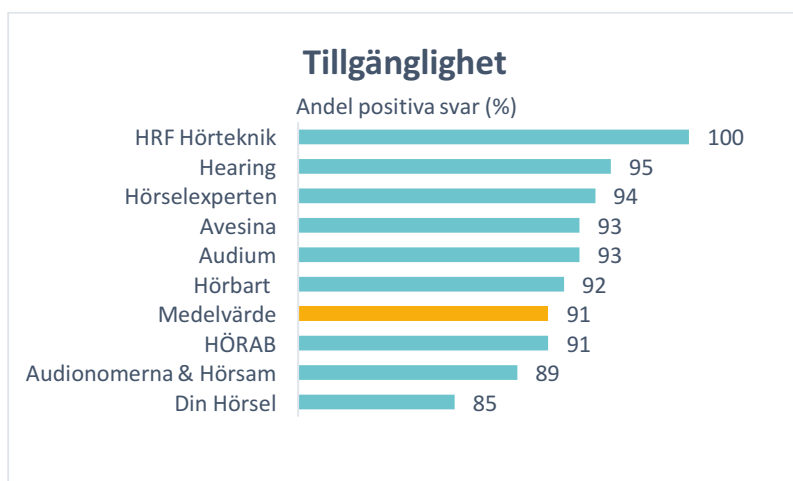 Tillgänglighet
Andel positiva svar (%)
HRF Hörteknik 100
Hearing 95
Hörselexperten 94
Avesina 93
Audium 93
Hörbart 92
Medelvärde 91
HÖRAB 91
Audionomerna & Hörsam 89
Din Hörsel 85